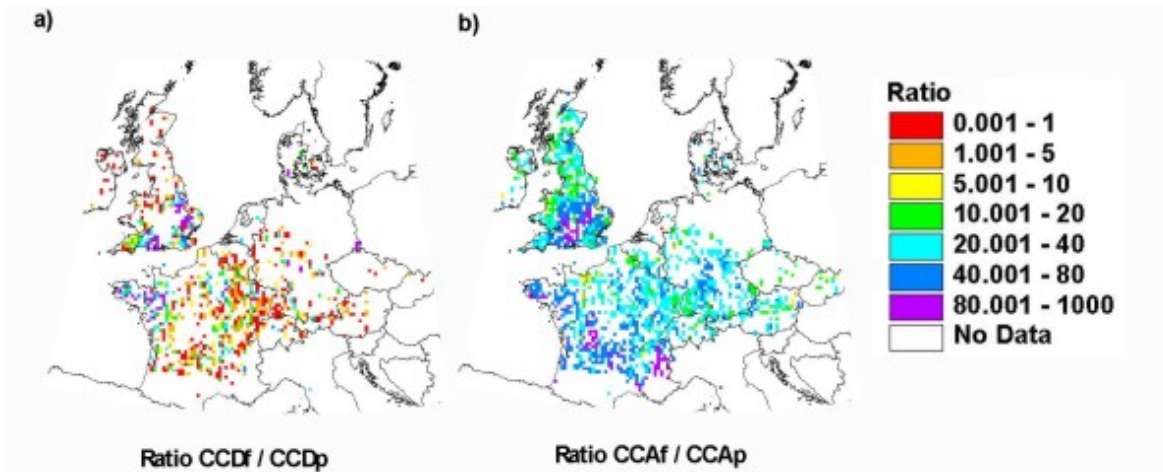 a)
b)
Ratio
0.001 - 1
1.001 - 5
5.001 - 10
10.001 - 20
20.001 - 40
40.001 - 80
80.001 - 1000
No Data
Ratio CCDf / CCDp
Ratio CCAf / CCAp